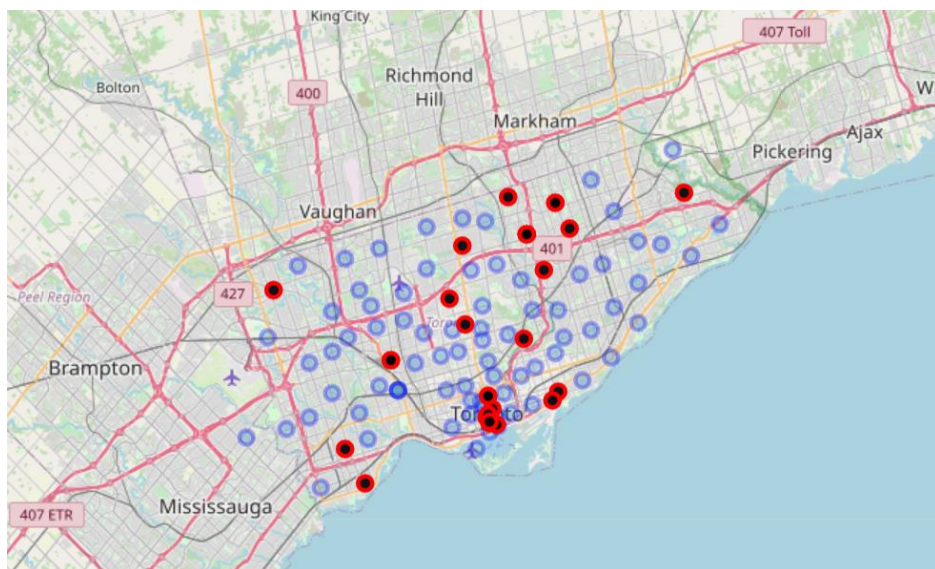 King City
407 Toll
Bolton
Richmond
Hill
400
W
Markham
Ajax
Pickering
Vaughan
401
Peel Region
427
Brampton
Mississauga
407 ETR